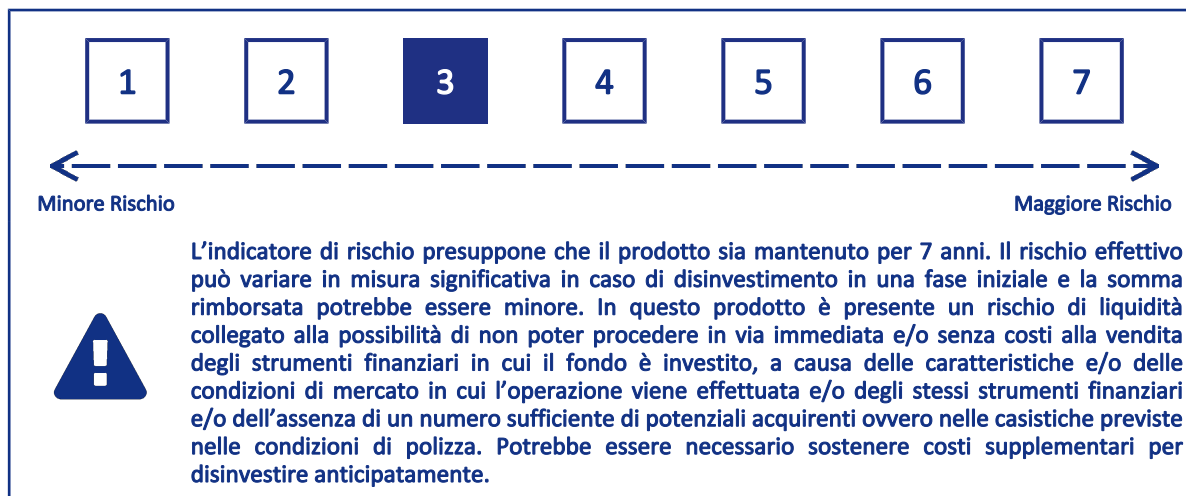 1 2 3 4 5 6 7
Minore Rischio Maggiore Rischio
L’indicatore di rischio presuppone che il prodotto sia mantenuto per 7 anni. Il rischio effettivo
può variare in misura significativa in caso di disinvestimento in una fase iniziale e la somma
rimborsata potrebbe essere minore. In questo prodotto è presente un rischio di liquidità
collegato alla possibilità di non poter procedere in via immediata e/o senza costi alla vendita
degli strumenti finanziari in cui il fondo è investito, a causa delle caratteristiche e/o delle
condizioni di mercato in cui l’operazione viene effettuata e/o degli stessi strumenti finanziari
e/o dell’assenza di un numero sufficiente di potenziali acquirenti ovvero nelle casistiche previste
nelle condizioni di polizza. Potrebbe essere necessario sostenere costi supplementari per
disinvestire anticipatamente.